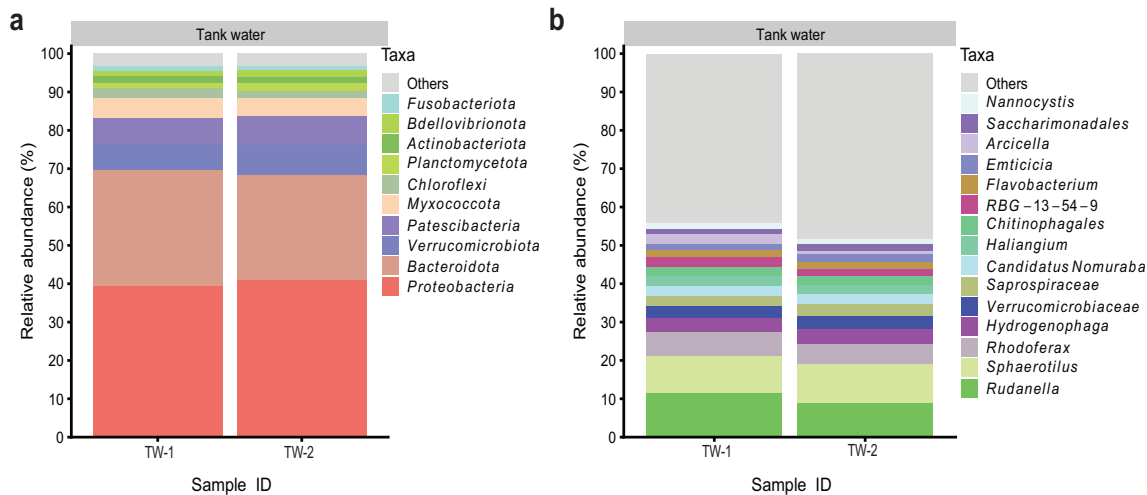 a
Tank water
100
90
80
70
60
50
40
30
20
10
0
Relative abundance (%)
TW-1
TW-2
Sample ID
Taxa
Others
Fusobacteriota
Bdellovibrionota
Actinobacteriota
Planctomycetota
Chloroflexi
Myxococcota
Patescibacteria
Verrucomicrobiota
Bacteroidota
Proteobacteria
b
Tank water
100
90
80
70
60
50
40
30
20
10
0
Relative abundance (%)
TW-1
TW-2
Sample ID
Taxa
Others
Nannocystis
Saccharimonadales
Arcicella
Emticicia
Flavobacterium
RBG–13–54–9
Chitinophagales
Haliangium
Candidatus Nomuraba
Saprospiraceae
Verrucomicrobiaceae
Hydrogenophaga
Rhodoferax
Sphaerotilus
Rudanella